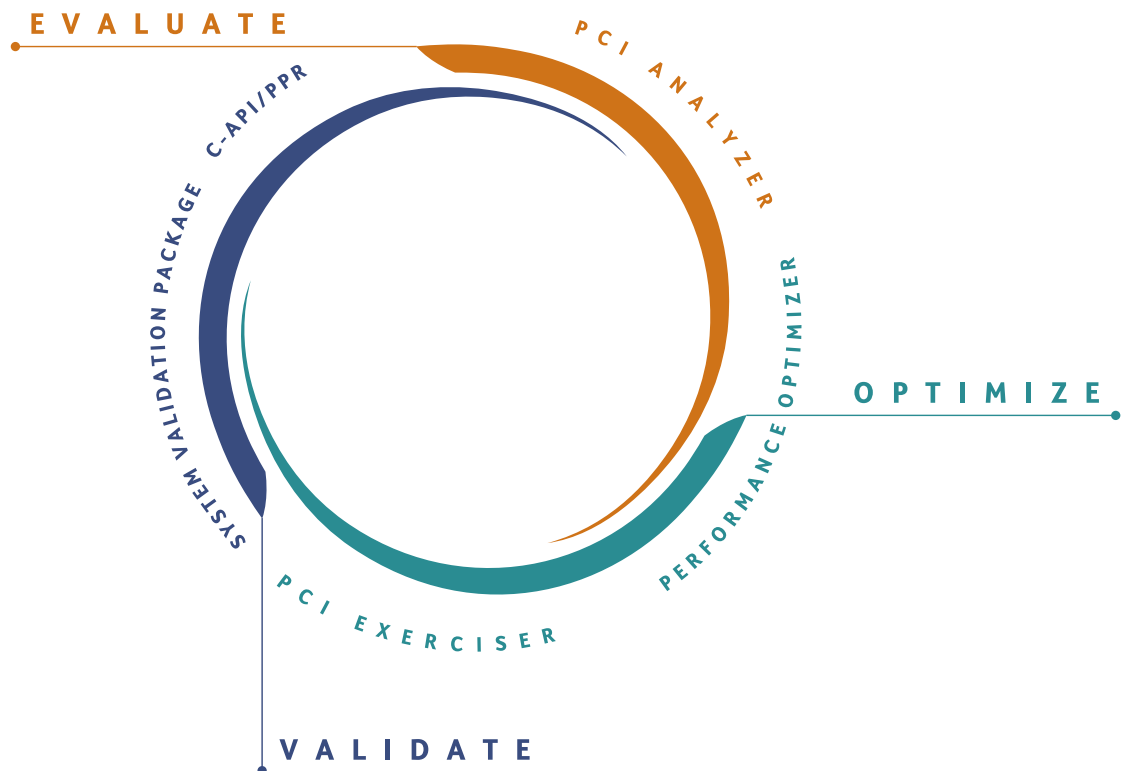 EVALUATE
PCI ANALYZER
C-API/PPR
SYSTEM VALIDATION PACKAGE
PERFORMANCE OPTIMIZER
OPTIMIZE
PCI EXERCISER
VALIDATE